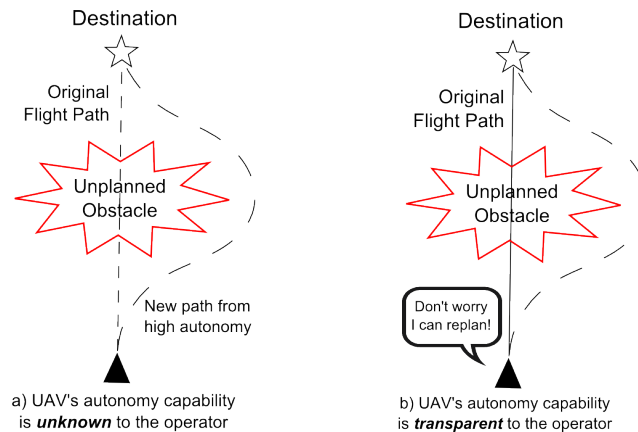 Destination
Original
Flight Path
Unplanned
Obstacle
New path from
high autonomy
a) UAV's autonomy capability
is unknown to the operator
Destination
Original
Flight Path
Unplanned
Obstacle
Don't worry
I can replan!
b) UAV's autonomy capability
is transparent to the operator